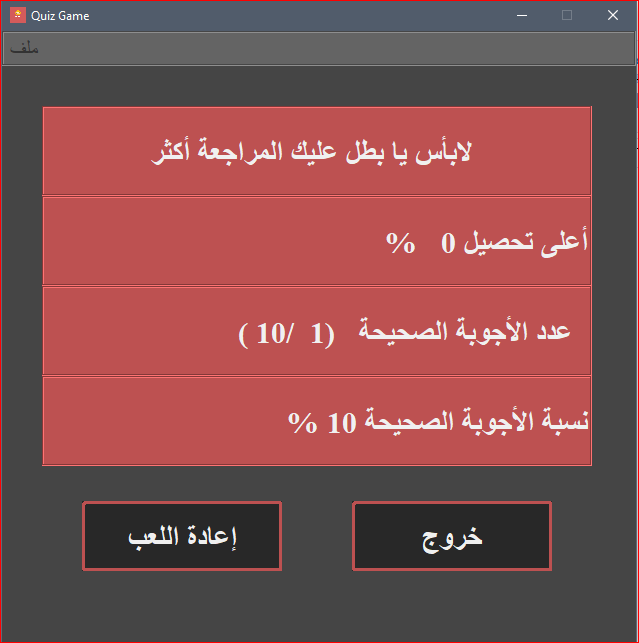 Quiz Game
ملف
لابأس يا بطل عليك المراجعة أكثر
أعلى تحصيل 0 %
عدد الأجوبة الصحيحة (1 /10 )
نسبة الأجوبة الصحيحة 10 %
إعادة اللعب
خروج